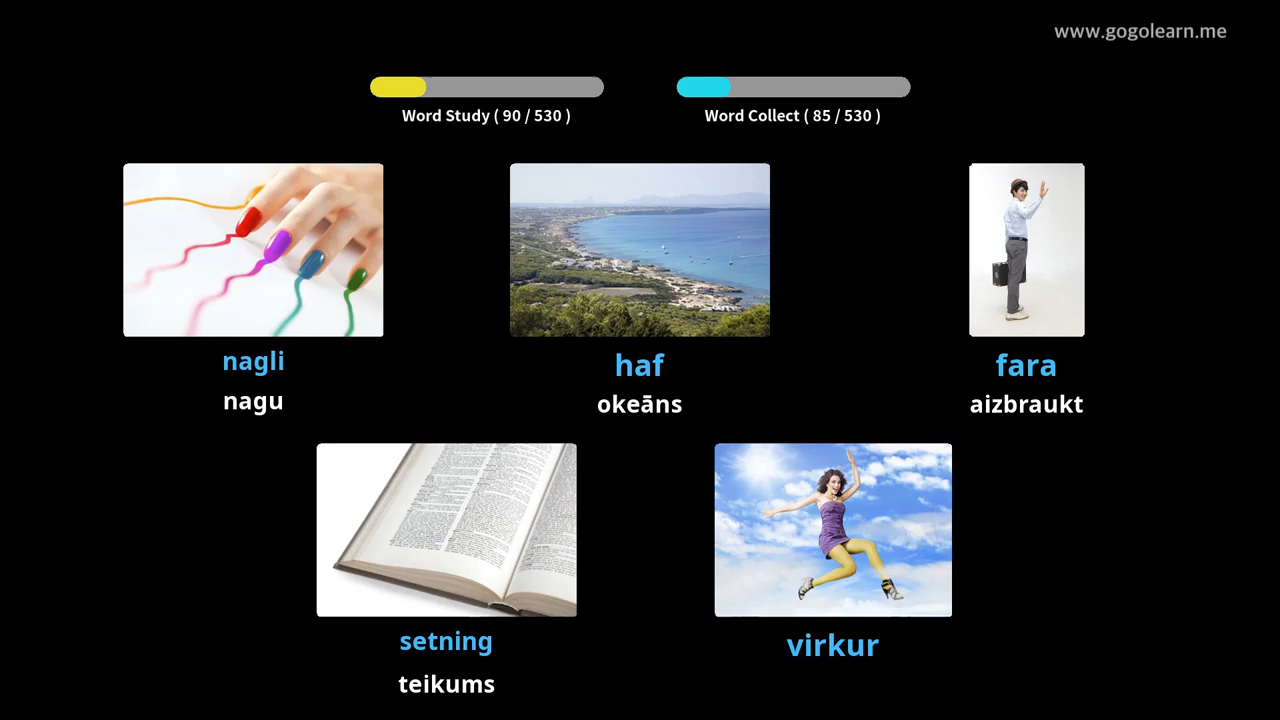 www.gogolearn.me
Word Study ( 90 / 530 )
Word Collect ( 85 / 530 )
nagli
nagu
haf
okeāns
fara
aizbraukt
setning
teikums
virkur